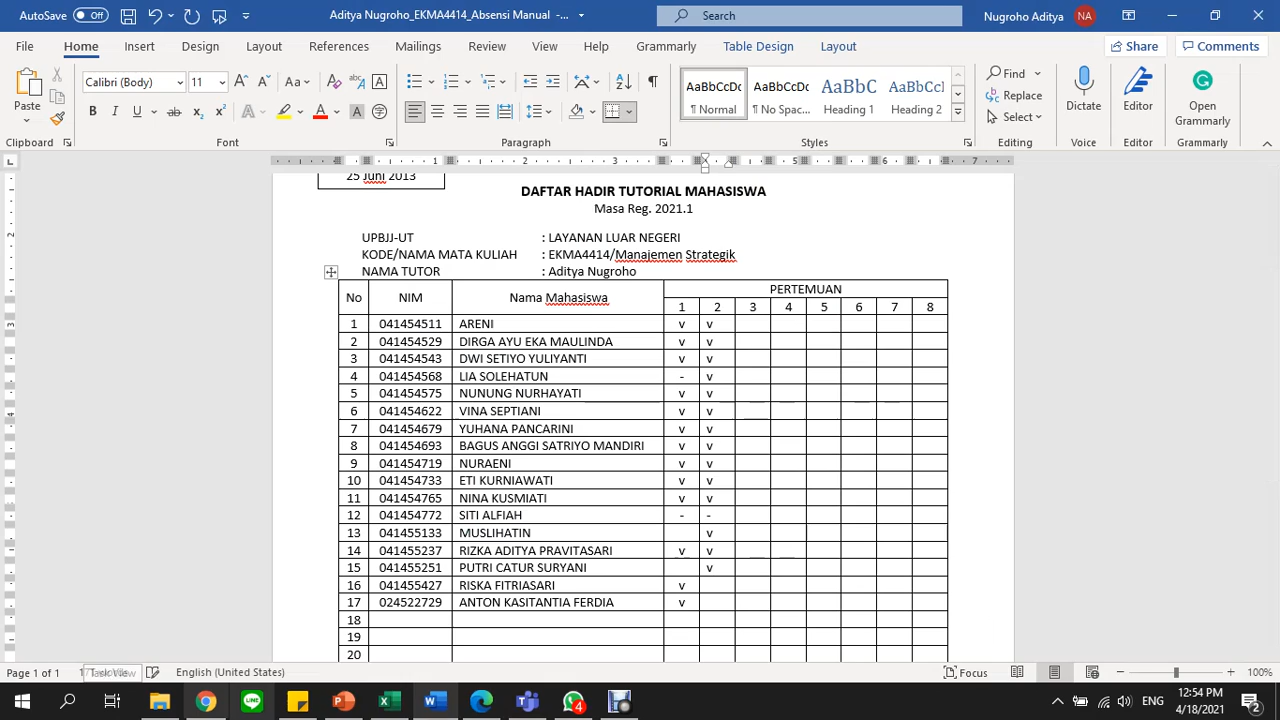 AutoSave Off Aditya Nugroho_EKMA4414_Absensi Manual - ... Search Nugroho Aditya NA
File Home Insert Design Layout References Mailings Review View Help Grammarly Table Design Layout Share Comments
Paste Calibri (Body) 11 Aa AaBbCcDc AaBbCcDc AaBbC AaBbCcI Find Dictate Editor Open Grammarly
¶ Normal ¶ No Spac... Heading 1 Heading 2 Replace
Select
Clipboard Font Paragraph Styles Editing Voice Editor Grammarly
25 Juni 2013
DAFTAR HADIR TUTORIAL MAHASISWA
Masa Reg. 2021.1
UPBJJ-UT : LAYANAN LUAR NEGERI
KODE/NAMA MATA KULIAH : EKMA4414/Manajemen Strategik
NAMA TUTOR : Aditya Nugroho
No NIM Nama Mahasiswa PERTEMUAN
1 2 3 4 5 6 7 8
1 041454511 ARENI v v
2 041454529 DIRGA AYU EKA MAULINDA v v
3 041454543 DWI SETIYO YULIYANTI v v
4 041454568 LIA SOLEHATUN - v
5 041454575 NUNUNG NURHAYATI v v
6 041454622 VINA SEPTIANI v v
7 041454679 YUHANA PANCARINI v v
8 041454693 BAGUS ANGGI SATRIYO MANDIRI v v
9 041454719 NURAENI v v
10 041454733 ETI KURNIAWATI v v
11 041454765 NINA KUSMIATI v v
12 041454772 SITI ALFIAH - -
13 041455133 MUSLIHATIN v
14 041455237 RIZKA ADITYA PRAVITASARI v v
15 041455251 PUTRI CATUR SURYANI v
16 041455427 RISKA FITRIASARI v
17 024522729 ANTON KASITANTIA FERDIA v
18
19
20
Page 1 of 1 Task View English (United States) Focus 100%
4 ENG 12:54 PM
4/18/2021 2